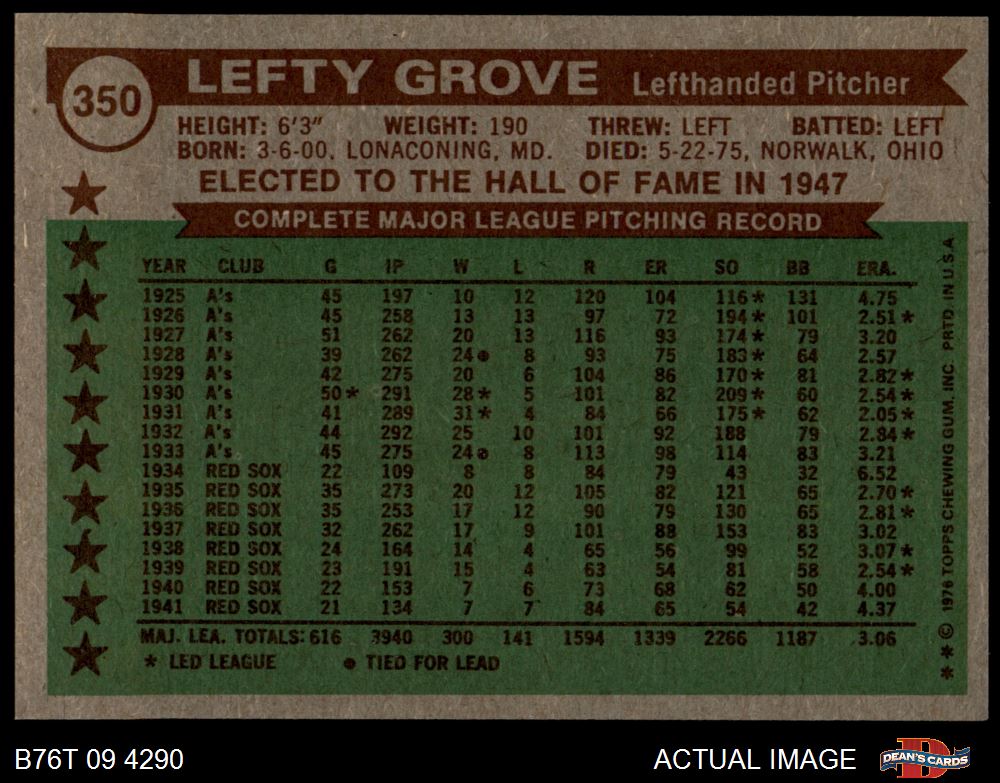 350
LEFTY GROVE Lefthanded Pitcher
HEIGHT: 6'3" WEIGHT: 190 THREW: LEFT BATTED: LEFT
BORN: 3-6-00, LONACONING, MD. DIED: 5-22-75, NORWALK, OHIO
ELECTED TO THE HALL OF FAME IN 1947
COMPLETE MAJOR LEAGUE PITCHING RECORD
YEAR CLUB G IP W L R ER SO BB ERA.
1925 A's 45 197 10 12 120 104 116* 131 4.75
1926 A's 45 258 13 13 97 72 194* 101 2.51*
1927 A's 51 262 20 13 116 93 174* 79 3.20
1928 A's 39 262 24● 8 93 75 183* 64 2.57
1929 A's 42 275 20 6 104 86 170* 81 2.82*
1930 A's 50* 291 28* 5 101 82 209* 60 2.54*
1931 A's 41 289 31* 4 84 66 175* 62 2.05*
1932 A's 44 292 25 10 101 92 188 79 2.84*
1933 A's 45 275 24● 8 113 98 114 83 3.21
1934 RED SOX 22 109 8 8 84 79 43 32 6.52
1935 RED SOX 35 273 20 12 105 82 121 65 2.70*
1936 RED SOX 35 253 17 12 90 79 130 65 2.81*
1937 RED SOX 32 262 17 9 101 88 153 83 3.02
1938 RED SOX 24 164 14 4 65 56 99 52 3.07*
1939 RED SOX 23 191 15 4 63 54 81 58 2.54*
1940 RED SOX 22 153 7 6 73 68 62 50 4.00
1941 RED SOX 21 134 7 7 84 65 54 42 4.37
MAJ. LEA. TOTALS: 616 3940 300 141 1594 1339 2266 1187 3.06
* LED LEAGUE ● TIED FOR LEAD
* * © 1976 TOPPS CHEWING GUM, INC PRTD. IN U.S.A.
B76T 09 4290 ACTUAL IMAGE D DEAN'S CARDS